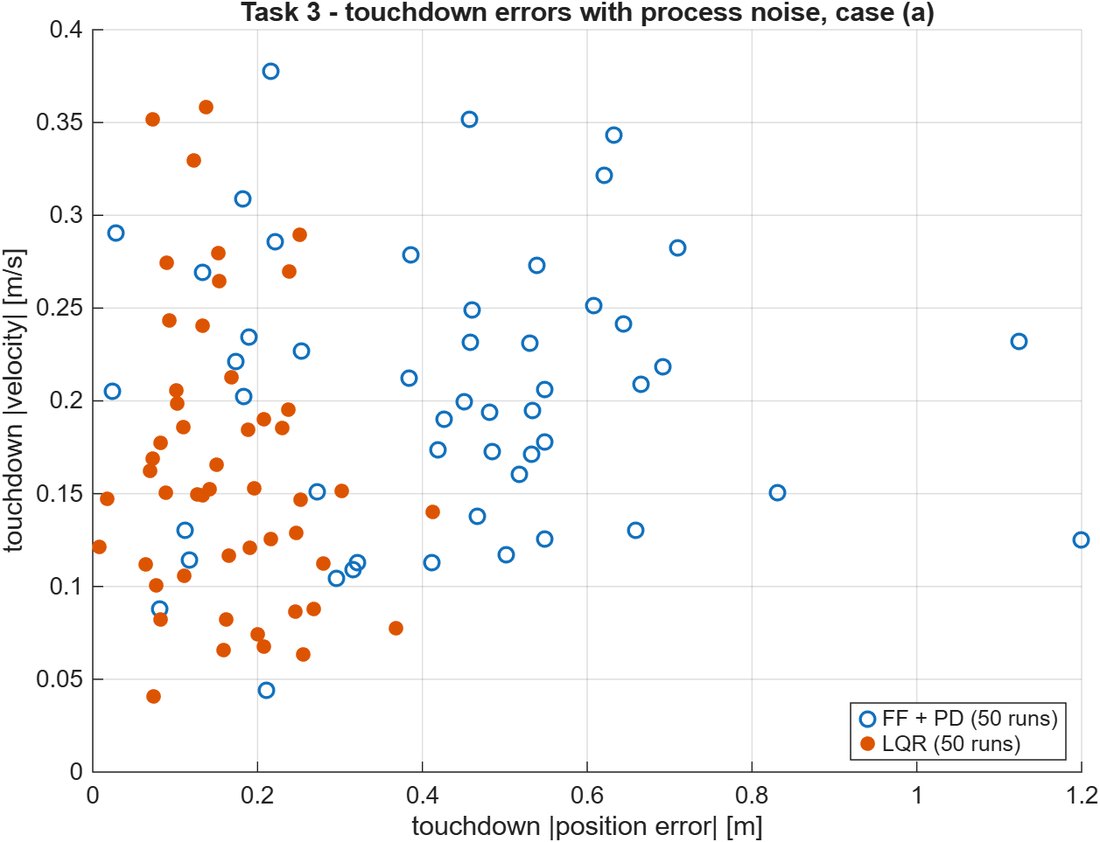 Task 3 - touchdown errors with process noise, case (a)
0.4
0.35
0.3
0.25
0.2
0.15
0.1
0.05
0
touchdown |velocity| [m/s]
FF + PD (50 runs)
LQR (50 runs)
0 0.2 0.4 0.6 0.8 1 1.2
touchdown |position error| [m]